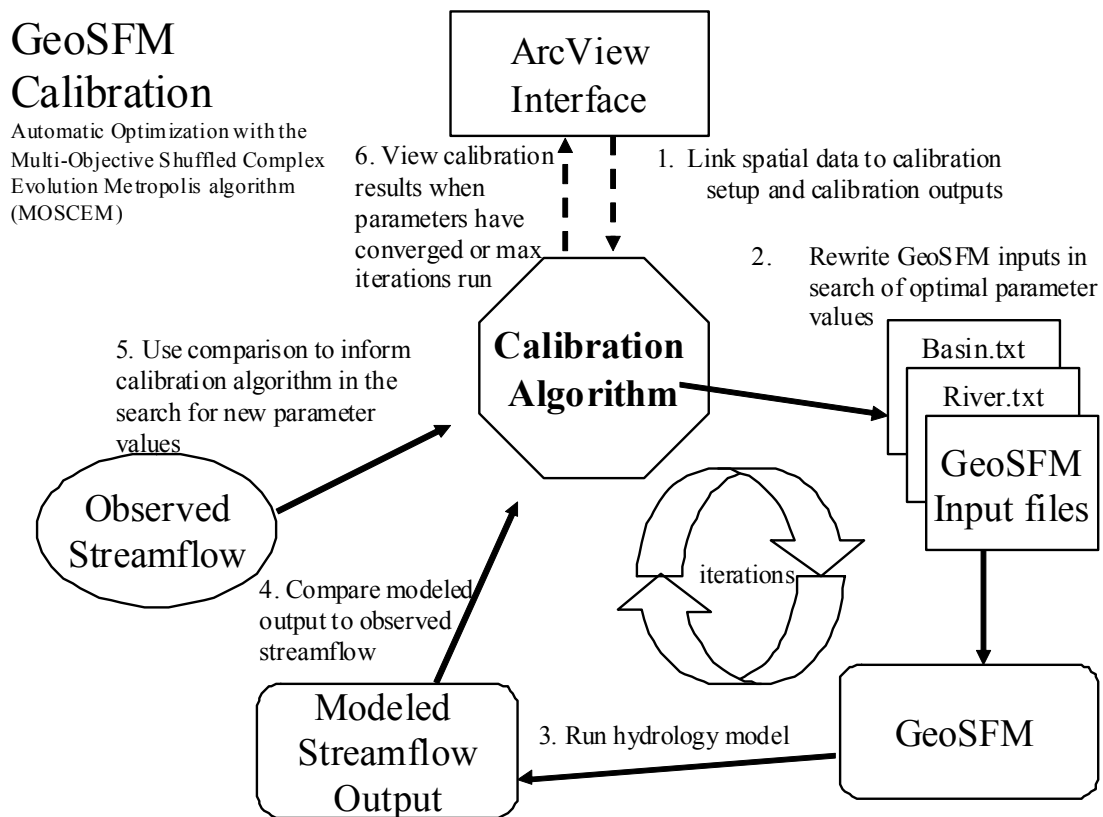 GeoSFM
Calibration
Automatic Optimization with the
Multi-Objective Shuffled Complex
Evolution Metropolis algorithm
(MOSCEM)
ArcView
Interface
6. View calibration
results when
parameters have
converged or max
iterations run
1. Link spatial data to calibration
setup and calibration outputs
2. Rewrite GeoSFM inputs in
search of optimal parameter
values
Calibration
Algorithm
Basin.txt
River.txt
GeoSFM
Input files
5. Use comparison to inform
calibration algorithm in the
search for new parameter
values
Observed
Streamflow
iterations
4. Compare modeled
output to observed
streamflow
Modeled
Streamflow
Output
3. Run hydrology model
GeoSFM